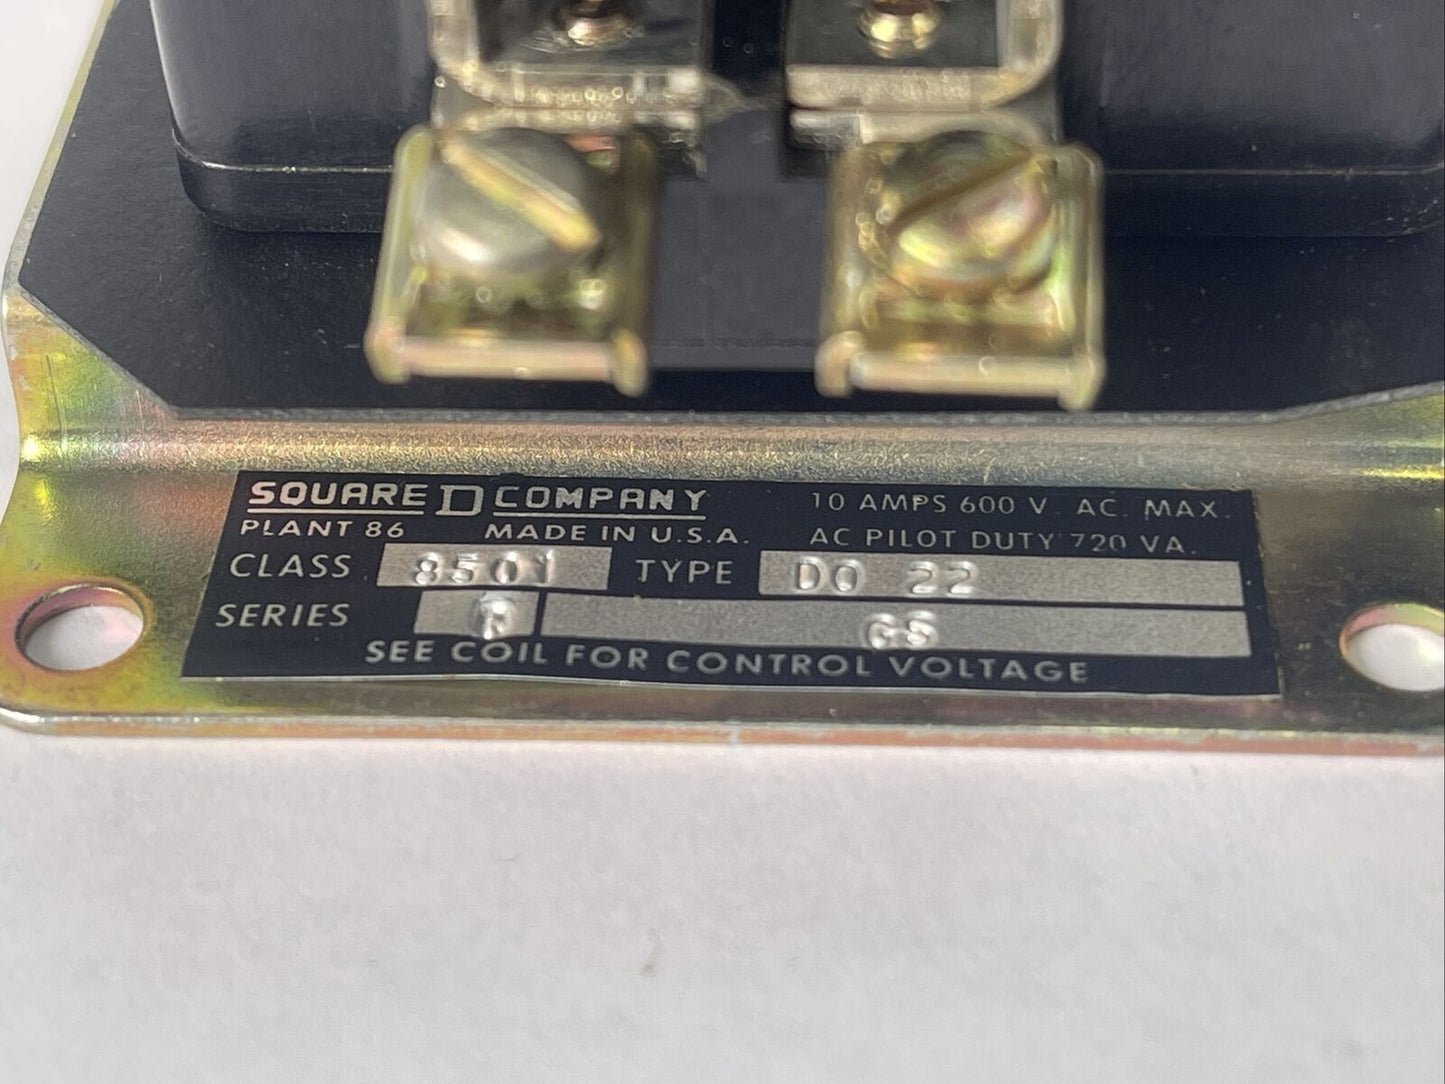 SQUARE D COMPANY 10 AMPS 600 V. AC. MAX.
PLANT 86 MADE IN U.S.A. AC PILOT DUTY 720 VA.
CLASS 8501 TYPE DO 22
SERIES
SEE COIL FOR CONTROL VOLTAGE